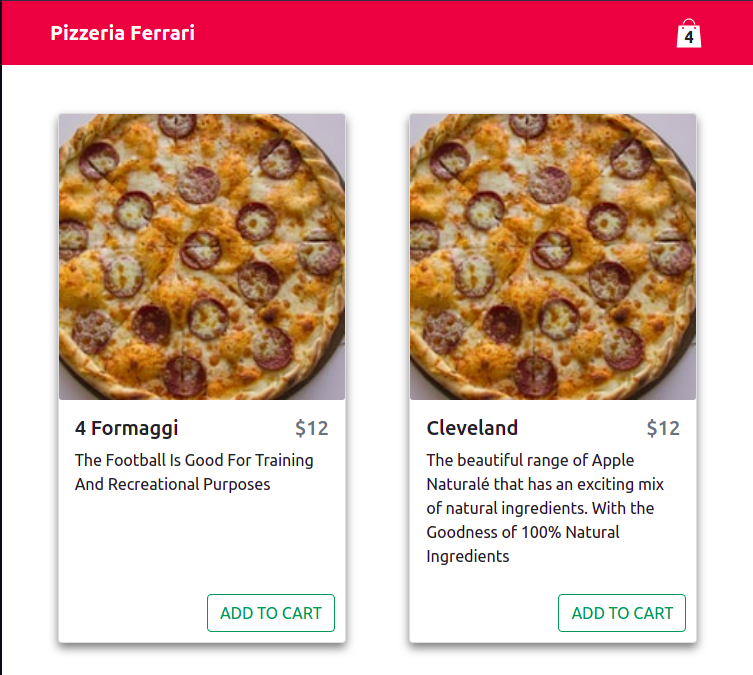 Pizzeria Ferrari
4
4 Formaggi $12
The Football Is Good For Training
And Recreational Purposes
ADD TO CART
Cleveland $12
The beautiful range of Apple
Naturalé that has an exciting mix
of natural ingredients. With the
Goodness of 100% Natural
Ingredients
ADD TO CART